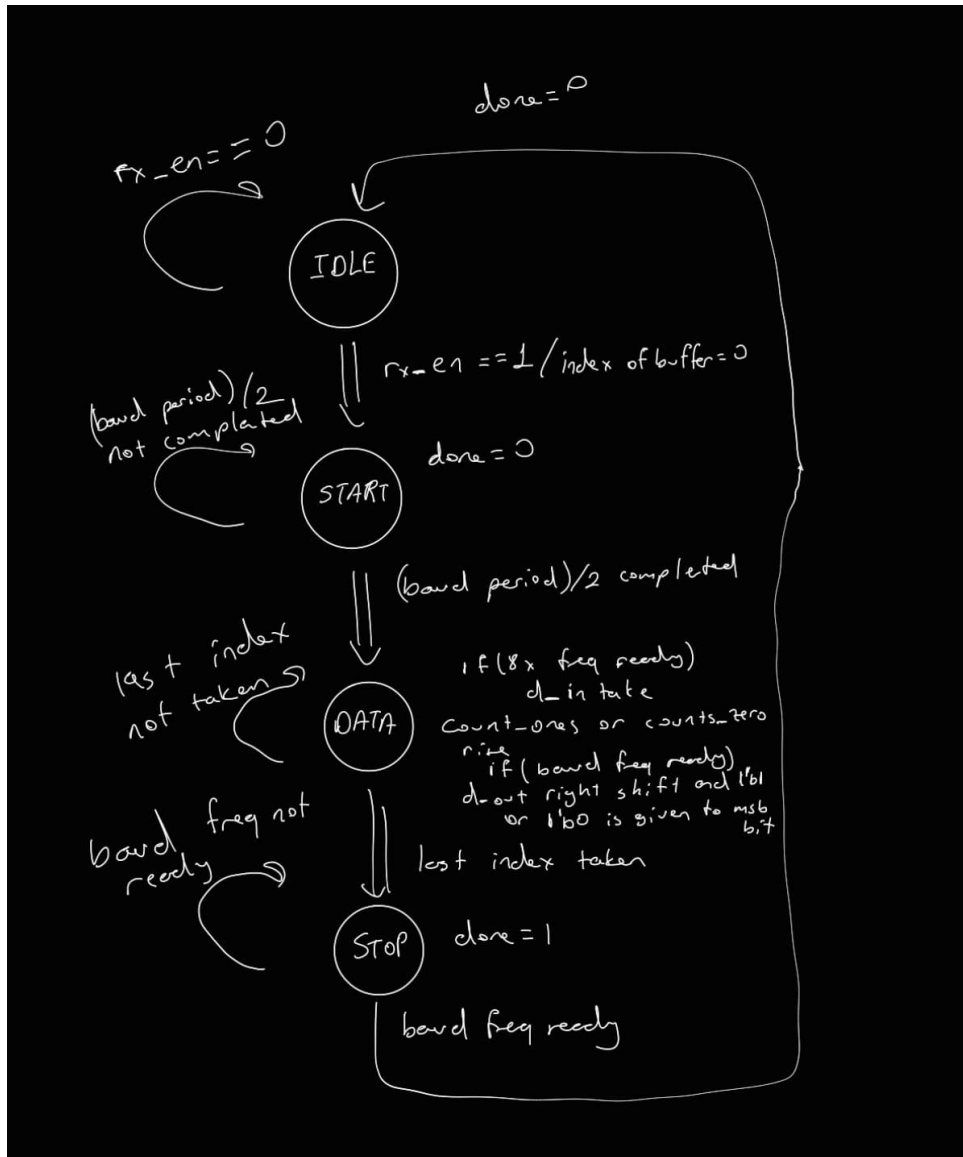 done = 0
rx_en == 0
IDLE
rx_en == 1 / index of buffer = 0
(baud period)/2
not complated
done = 0
START
(baud period)/2 completed
last index
not taken
if (8x freq ready)
d_in take
DATA
count_ones or counts_zero
rise
if (baud freq ready)
d_out right shift and 1'b1
or 1'b0 is given to msb
bit
baud freq not
ready
last index taken
STOP
done = 1
baud freq ready